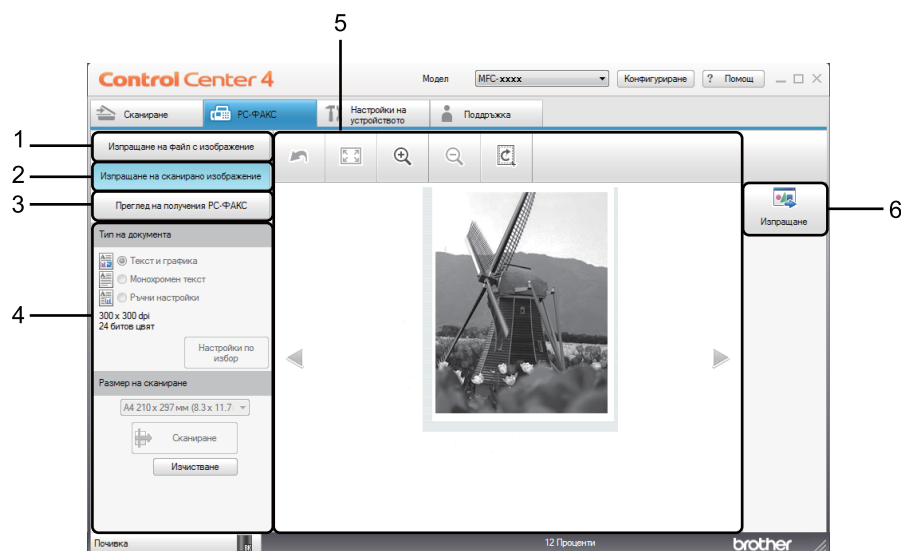 5
Control Center 4
Модел
MFC-xxxx
Конфигуриране
? Помощ
Сканиране
PC-ФАКС
Настройки на
устройството
Поддръжка
1
Изпращане на файл с изображение
2
Изпращане на сканирано изображение
3
Преглед на получения PC-ФАКС
6
Изпращане
4
Тип на документа
Текст и графика
Монохромен текст
Ръчни настройки
300 x 300 dpi
24 битов цвят
Настройки по
избор
Размер на сканиране
A4 210 x 297 мм (8.3 x 11.7
Сканиране
Изчистване
Почивка
BK
12 Проценти
brother